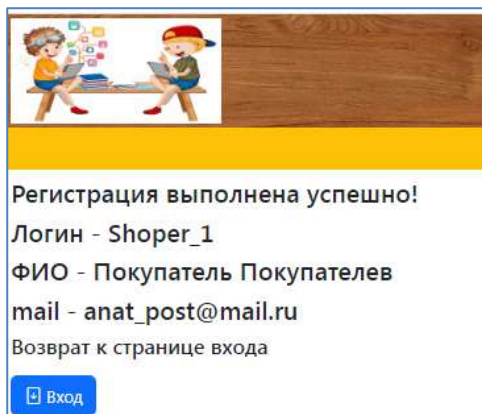 Регистрация выполнена успешно!
Логин - Shoper_1
ФИО - Покупатель Покупателев
mail - anat_post@mail.ru
Возврат к странице входа
Вход